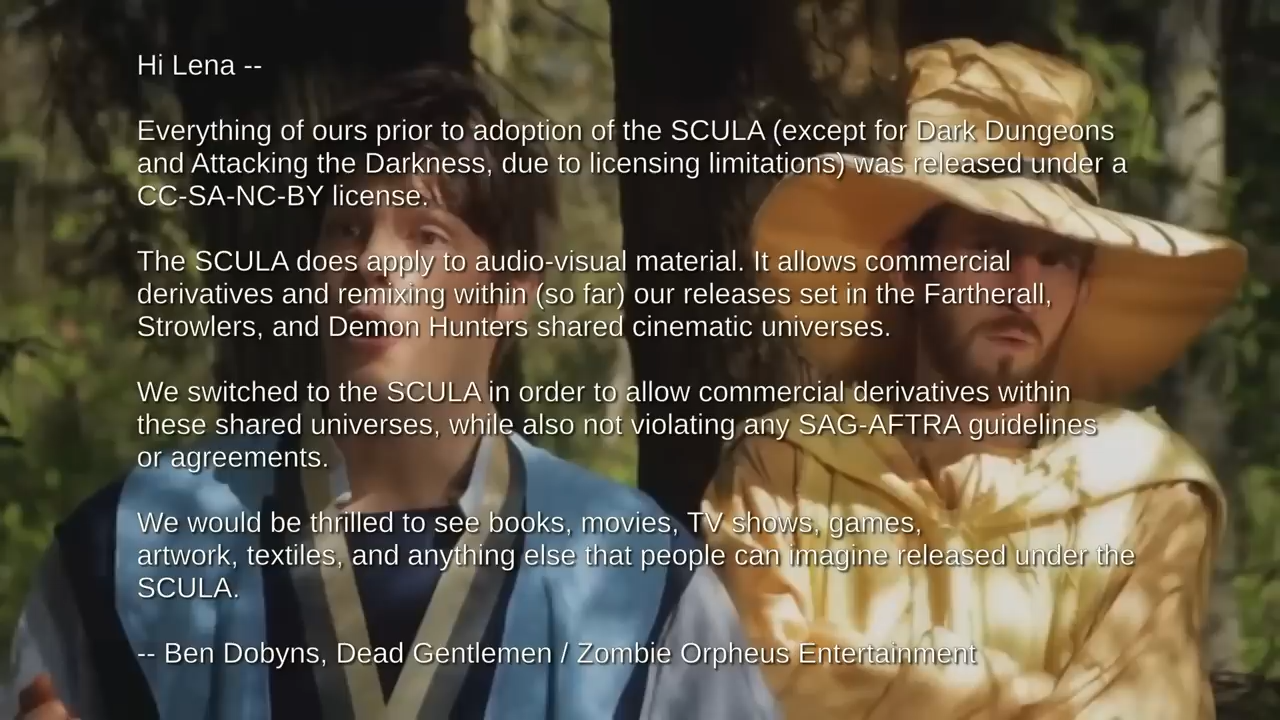 Hi Lena --
Everything of ours prior to adoption of the SCULA (except for Dark Dungeons
and Attacking the Darkness, due to licensing limitations) was released under a
CC-SA-NC-BY license.
The SCULA does apply to audio-visual material. It allows commercial
derivatives and remixing within (so far) our releases set in the Fartherall,
Strowlers, and Demon Hunters shared cinematic universes.
We switched to the SCULA in order to allow commercial derivatives within
these shared universes, while also not violating any SAG-AFTRA guidelines
or agreements.
We would be thrilled to see books, movies, TV shows, games,
artwork, textiles, and anything else that people can imagine released under the
SCULA.
-- Ben Dobyns, Dead Gentlemen / Zombie Orpheus Entertainment